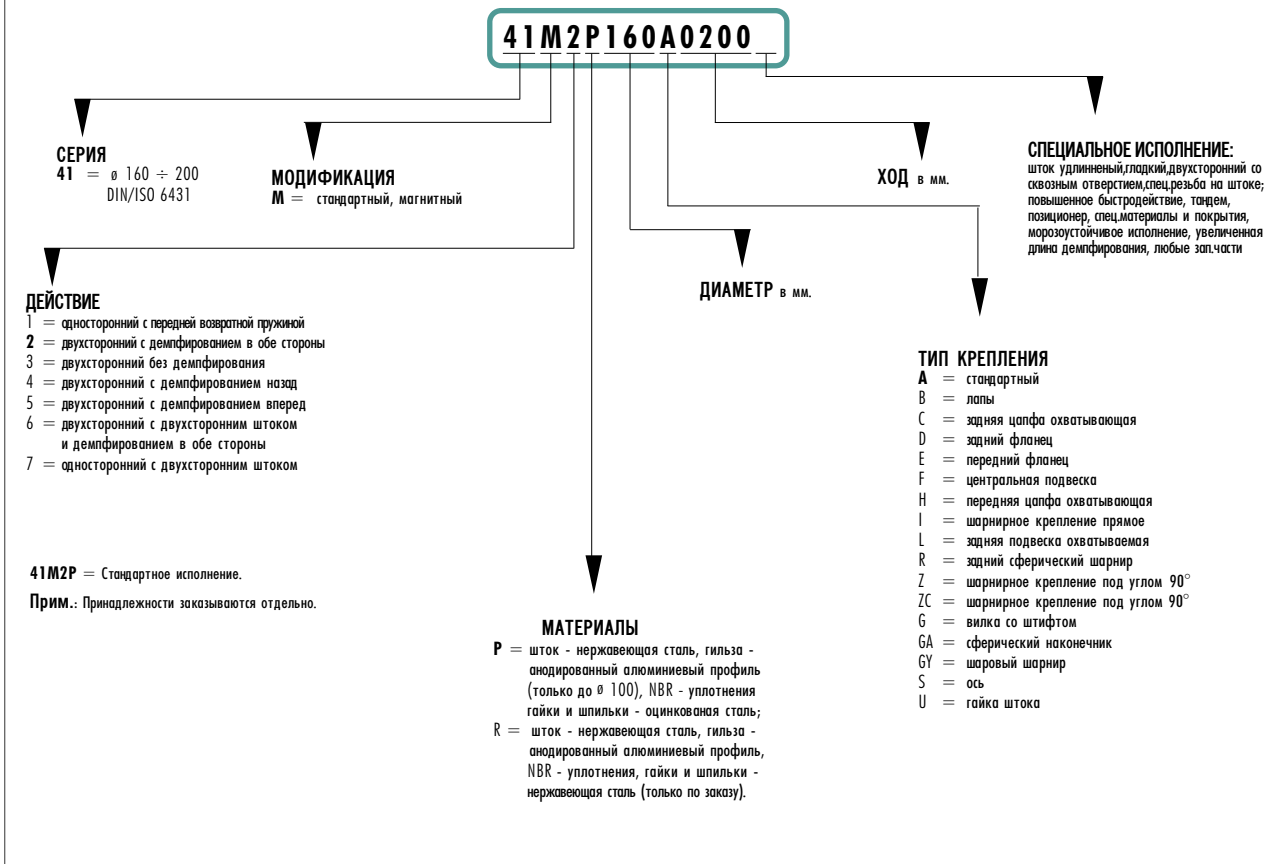 41M2P160A0200
СЕРИЯ
41 = ø 160 ÷ 200
DIN/ISO 6431
МОДИФИКАЦИЯ
M = стандартный, магнитный
ХОД в мм.
СПЕЦИАЛЬНОЕ ИСПОЛНЕНИЕ:
шток удлинненый,гладкий,двухсторонний со
сквозным отверстием,спец.резьба на штоке;
повышенное быстродействие, тандем,
позиционер, спец.материалы и покрытия,
морозоустойчивое исполнение, увеличенная
длина демпфирования, любые зап.части
ДЕЙСТВИЕ
1 = односторонний с передней возвратной пружиной
2 = двухсторонний с демпфированием в обе стороны
3 = двухсторонний без демпфирования
4 = двухсторонний с демпфированием назад
5 = двухсторонний с демпфированием вперед
6 = двухсторонний с двухсторонним штоком
и демпфированием в обе стороны
7 = односторонний с двухсторонним штоком
ДИАМЕТР в мм.
ТИП КРЕПЛЕНИЯ
A = стандартный
B = лапы
C = задняя цапфа охватывающая
D = задний фланец
E = передний фланец
F = центральная подвеска
H = передняя цапфа охватывающая
I = шарнирное крепление прямое
L = задняя подвеска охватываемая
R = задний сферический шарнир
Z = шарнирное крепление под углом 90°
ZC = шарнирное крепление под углом 90°
G = вилка со штифтом
GA = сферический наконечник
GY = шаровый шарнир
S = ось
U = гайка штока
41M2P = Стандартное исполнение.
Прим.: Принадлежности заказываются отдельно.
МАТЕРИАЛЫ
P = шток - нержавеющая сталь, гильза -
анодированный алюминиевый профиль
(только до ø 100), NBR - уплотнения
гайки и шпильки - оцинкованая сталь;
R = шток - нержавеющая сталь, гильза -
анодированный алюминиевый профиль,
NBR - уплотнения, гайки и шпильки -
нержавеющая сталь (только по заказу).